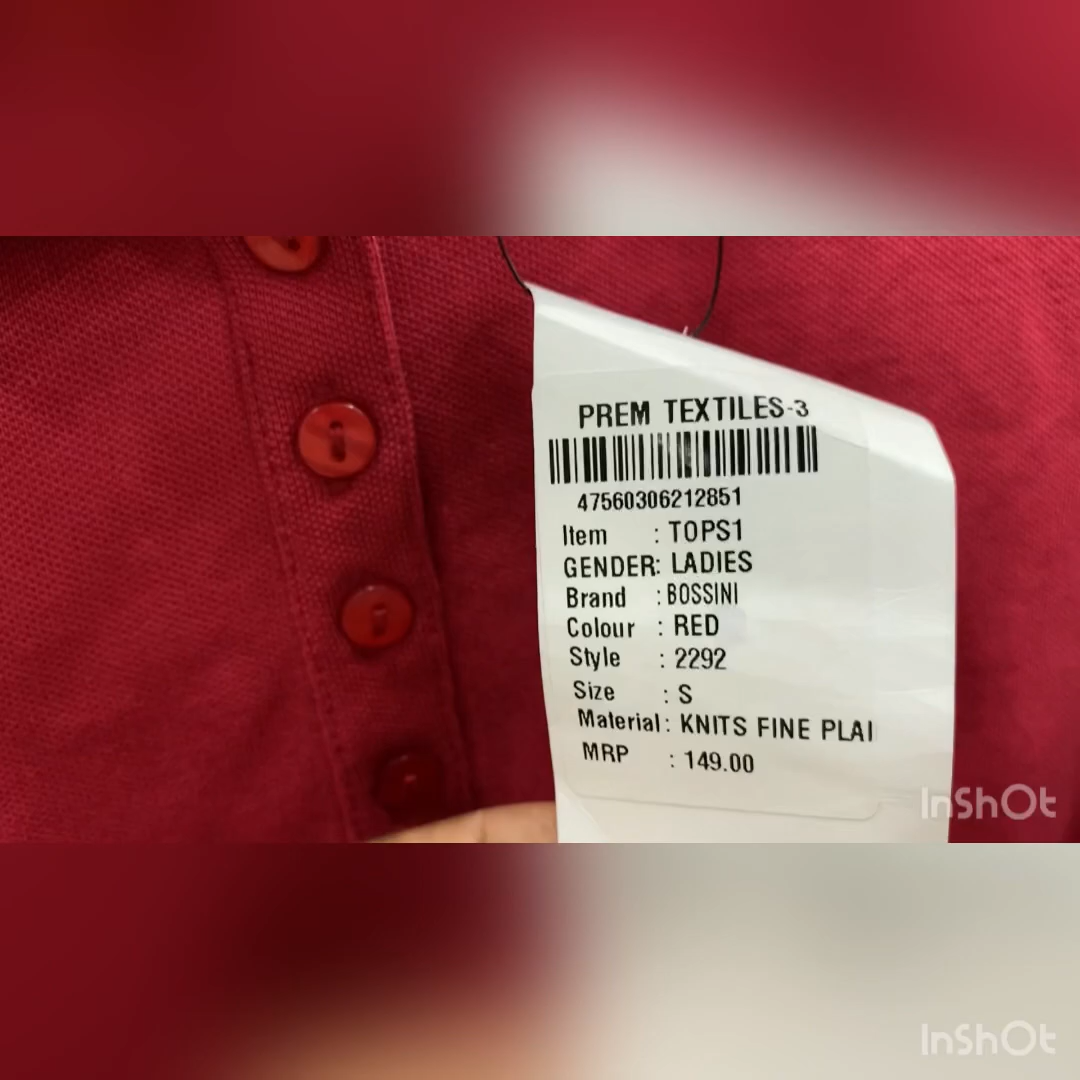 PREM TEXTILES-3
47560306212851
Item : TOPS1
GENDER: LADIES
Brand : BOSSINI
Colour : RED
Style : 2292
Size : S
Material : KNITS FINE PLAI
MRP : 149.00
InShOt
InShOt